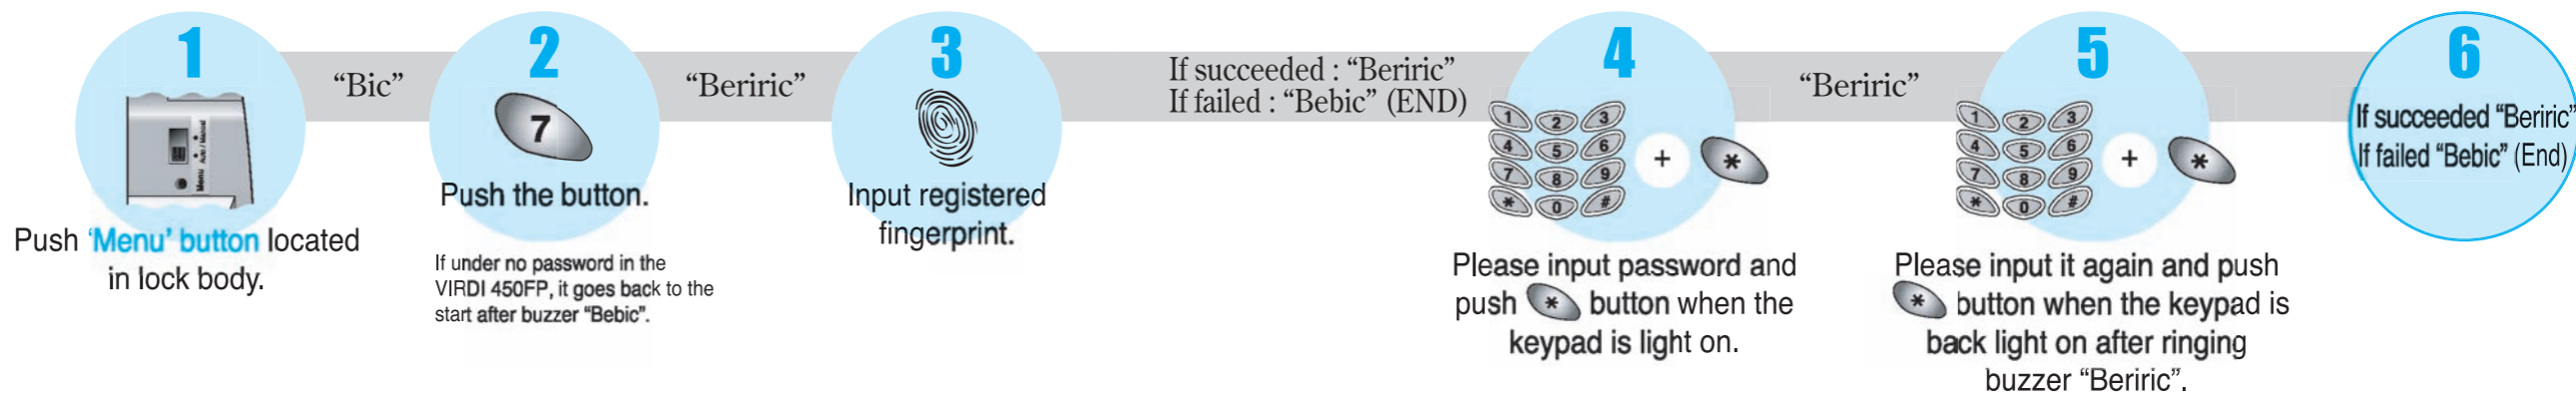 1
Menu
Auto / Manual
Push ‘Menu’ button located
in lock body.
“Bic”
2
7
Push the button.
If under no password in the
VIRDI 450FP, it goes back to the
start after buzzer “Bebic”.
“Beriric”
3
Input registered
fingerprint.
If succeeded : “Beriric”
If failed : “Bebic” (END)
4
1 2 3
4 5 6
7 8 9
* 0 #
+ *
Please input password and
push * button when the
keypad is light on.
“Beriric”
5
1 2 3
4 5 6
7 8 9
* 0 #
+ *
Please input it again and push
* button when the keypad is
back light on after ringing
buzzer “Beriric”.
6
If succeeded “Beriric”
If failed “Bebic” (End)